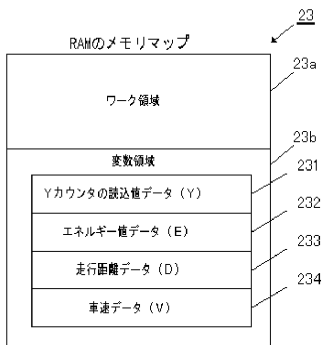 23
RAMのメモリマップ
23a
ワーク領域
23b
変数領域
231
Yカウンタの読込値データ(Y)
232
エネルギー値データ(E)
233
走行距離データ(D)
234
車速データ(V)